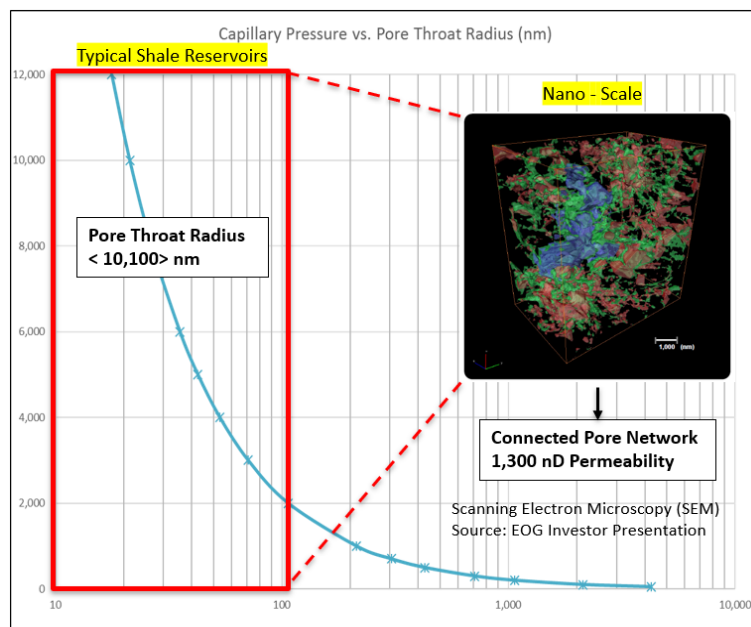 Capillary Pressure vs. Pore Throat Radius (nm)
Typical Shale Reservoirs
12,000
10,000
8,000
6,000
4,000
2,000
0
10
100
1,000
10,000
Pore Throat Radius
< 10,100> nm
Nano - Scale
1,000 (nm)
Connected Pore Network
1,300 nD Permeability
Scanning Electron Microscopy (SEM)
Source: EOG Investor Presentation